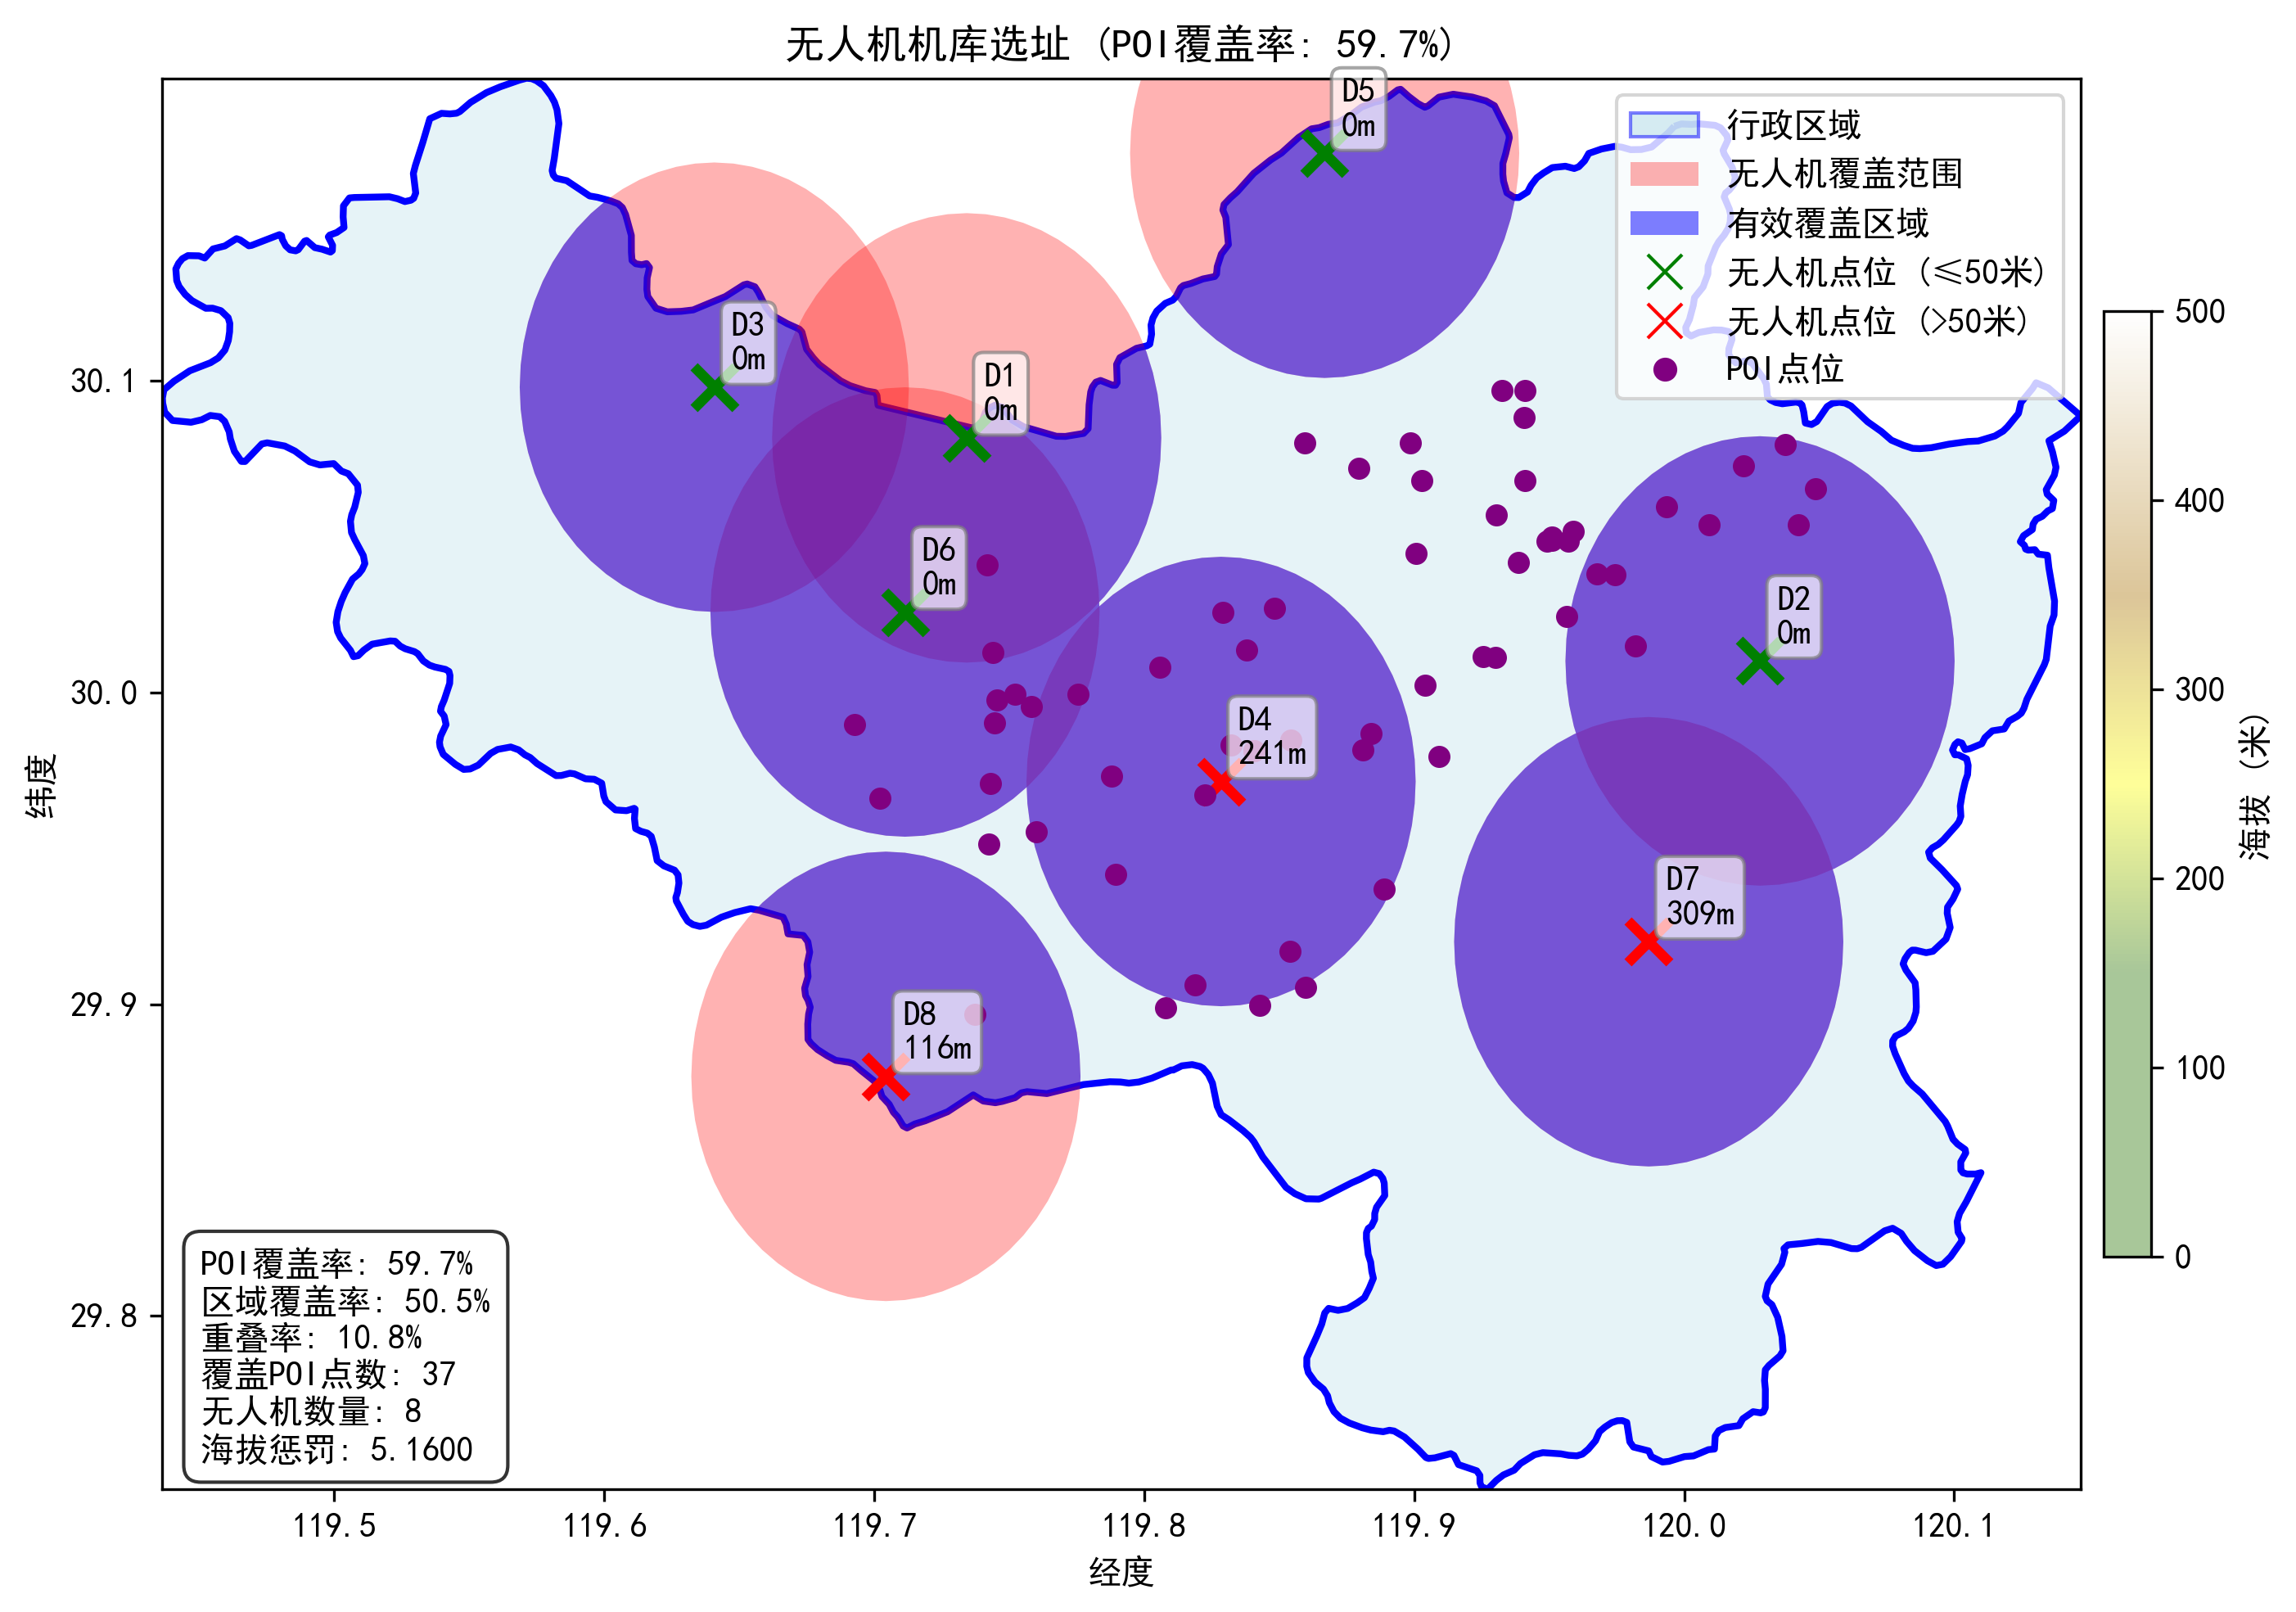 无人机机库选址 (POI覆盖率: 59.7%)
行政区域
无人机覆盖范围
有效覆盖区域
无人机点位 (≤50米)
无人机点位 (>50米)
POI点位
D5
0m
D3
0m
D1
0m
D6
0m
D2
0m
D4
241m
D7
309m
D8
116m
POI覆盖率: 59.7%
区域覆盖率: 50.5%
重叠率: 10.8%
覆盖POI点数: 37
无人机数量: 8
海拔惩罚: 5.1600
30.1
30.0
29.9
29.8
纬度
119.5
119.6
119.7
119.8
119.9
120.0
120.1
经度
500
400
300
200
100
0
海拔 (米)